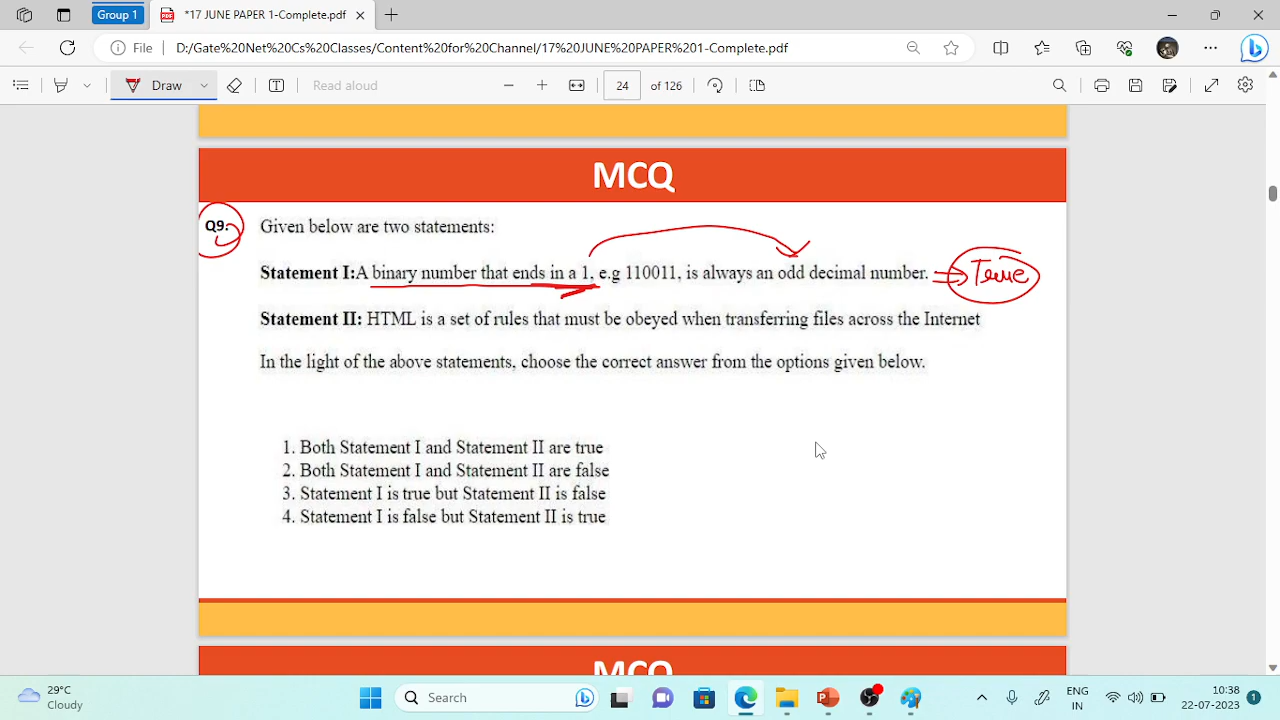 Group 1
*17 JUNE PAPER 1-Complete.pdf
File D:/Gate%20Net%20Cs%20Classes/Content%20for%20Channel/17%20JUNE%20PAPER%201-Complete.pdf
Draw
Read aloud
24 of 126
MCQ
Q9. Given below are two statements:
Statement I:A binary number that ends in a 1, e.g 110011, is always an odd decimal number. True
Statement II: HTML is a set of rules that must be obeyed when transferring files across the Internet
In the light of the above statements, choose the correct answer from the options given below.
1. Both Statement I and Statement II are true
2. Both Statement I and Statement II are false
3. Statement I is true but Statement II is false
4. Statement I is false but Statement II is true
MCQ
29°C
Cloudy
Search
ENG
IN
10:38
22-07-2023
1